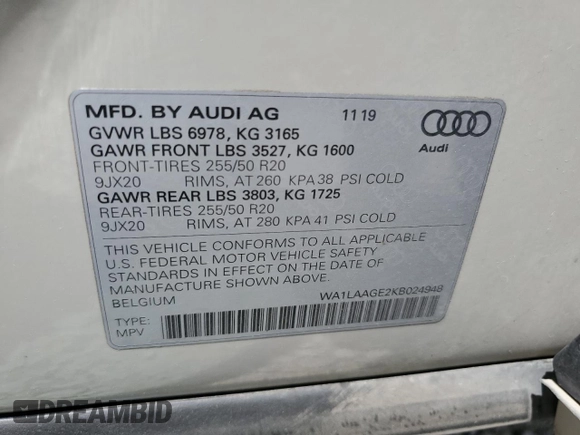 MFD. BY AUDI AG 11 19
Audi
GVWR LBS 6978, KG 3165
GAWR FRONT LBS 3527, KG 1600
FRONT-TIRES 255/50 R20
9JX20 RIMS, AT 260 KPA 38 PSI COLD
GAWR REAR LBS 3803, KG 1725
REAR-TIRES 255/50 R20
9JX20 RIMS, AT 280 KPA 41 PSI COLD
THIS VEHICLE CONFORMS TO ALL APPLICABLE
U.S. FEDERAL MOTOR VEHICLE SAFETY
STANDARDS IN EFFECT ON THE DATE OF
MANUFACTURE SHOWN ABOVE.
BELGIUM WA1LAAGE2KB024948
TYPE:
MPV
DREAMBID